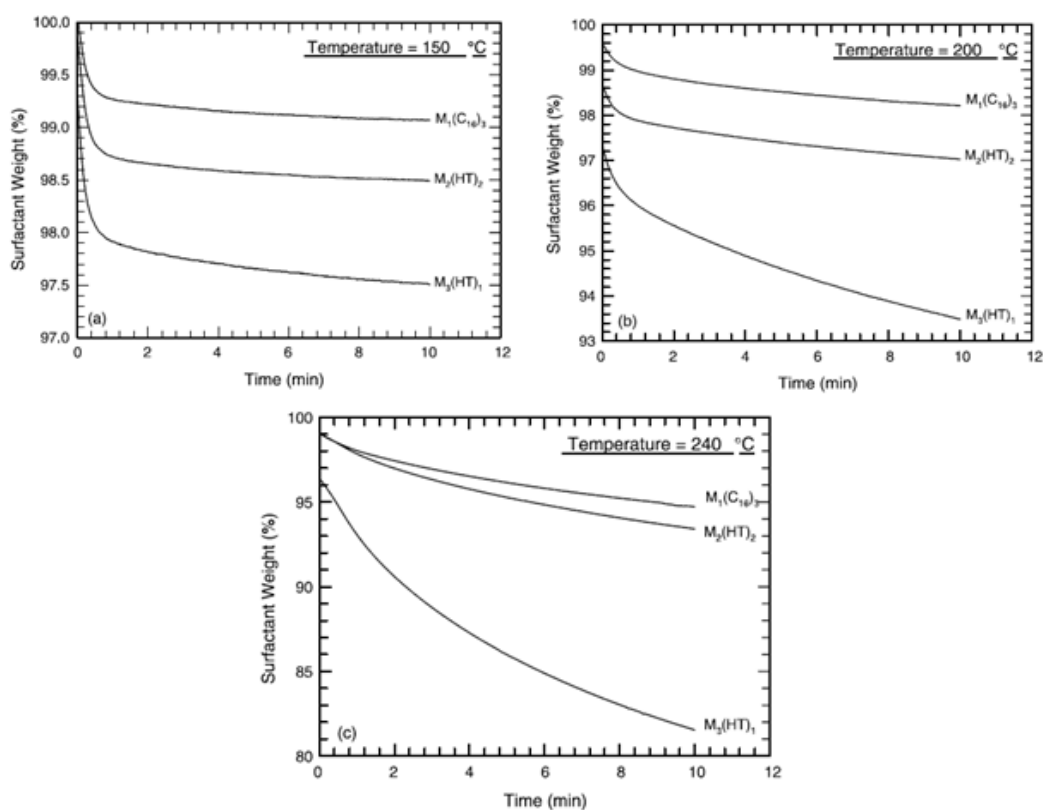 100.0
99.5
99.0
98.5
98.0
97.5
97.0
Surfactant Weight (%)
Temperature = 150 °C
M₁(C₁₆)₃
M₂(HT)₂
M₃(HT)₁
(a)
0 2 4 6 8 10 12
Time (min)
100
99
98
97
96
95
94
93
Surfactant Weight (%)
Temperature = 200 °C
M₁(C₁₆)₃
M₂(HT)₂
M₃(HT)₁
(b)
0 2 4 6 8 10 12
Time (min)
100
95
90
85
80
Surfactant Weight (%)
Temperature = 240 °C
M₁(C₁₆)₃
M₂(HT)₂
M₃(HT)₁
(c)
0 2 4 6 8 10 12
Time (min)